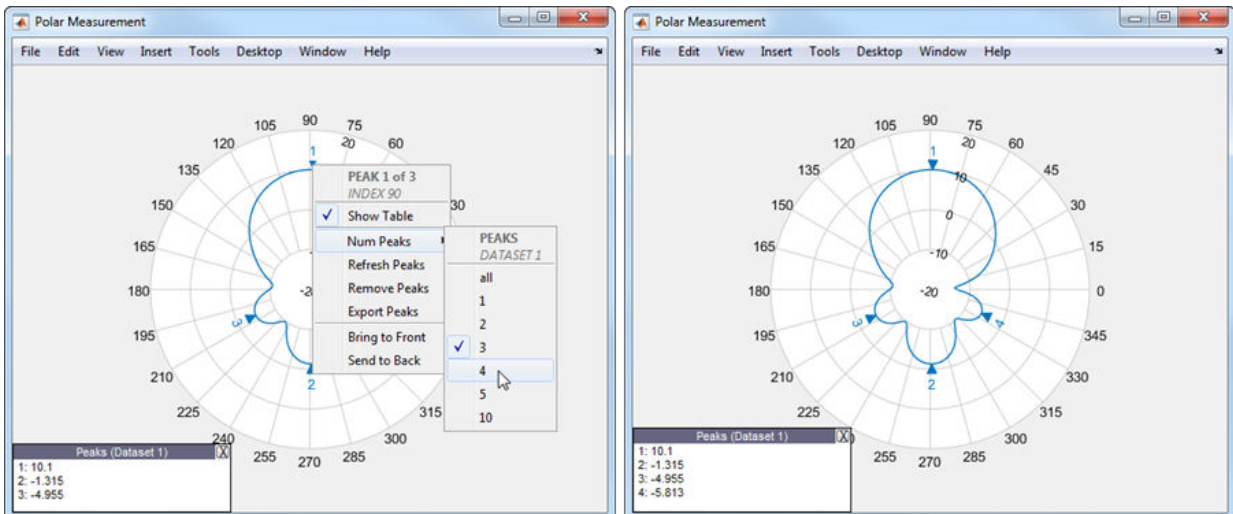 Polar Measurement
File Edit View Insert Tools Desktop Window Help
90
105 75
120 20 60
1
135
150 30
165
180
195
210
225 315
240 300
255 270 285
-20
3
2
PEAK 1 of 3
INDEX 90
Show Table
Num Peaks
Refresh Peaks
Remove Peaks
Export Peaks
Bring to Front
Send to Back
PEAKS
DATASET 1
all
1
2
3
4
5
10
Peaks (Dataset 1) X
1: 10.1
2: -1.315
3: -4.955
Polar Measurement
File Edit View Insert Tools Desktop Window Help
90
105 75
120 20 60
1
135 45
10
150 30
0
165 15
-10
180 -20 0
3 4
195 345
210 330
2
225
300
255 270 285
Peaks (Dataset 1) X
1: 10.1
2: -1.315
3: -4.955
4: -5.813